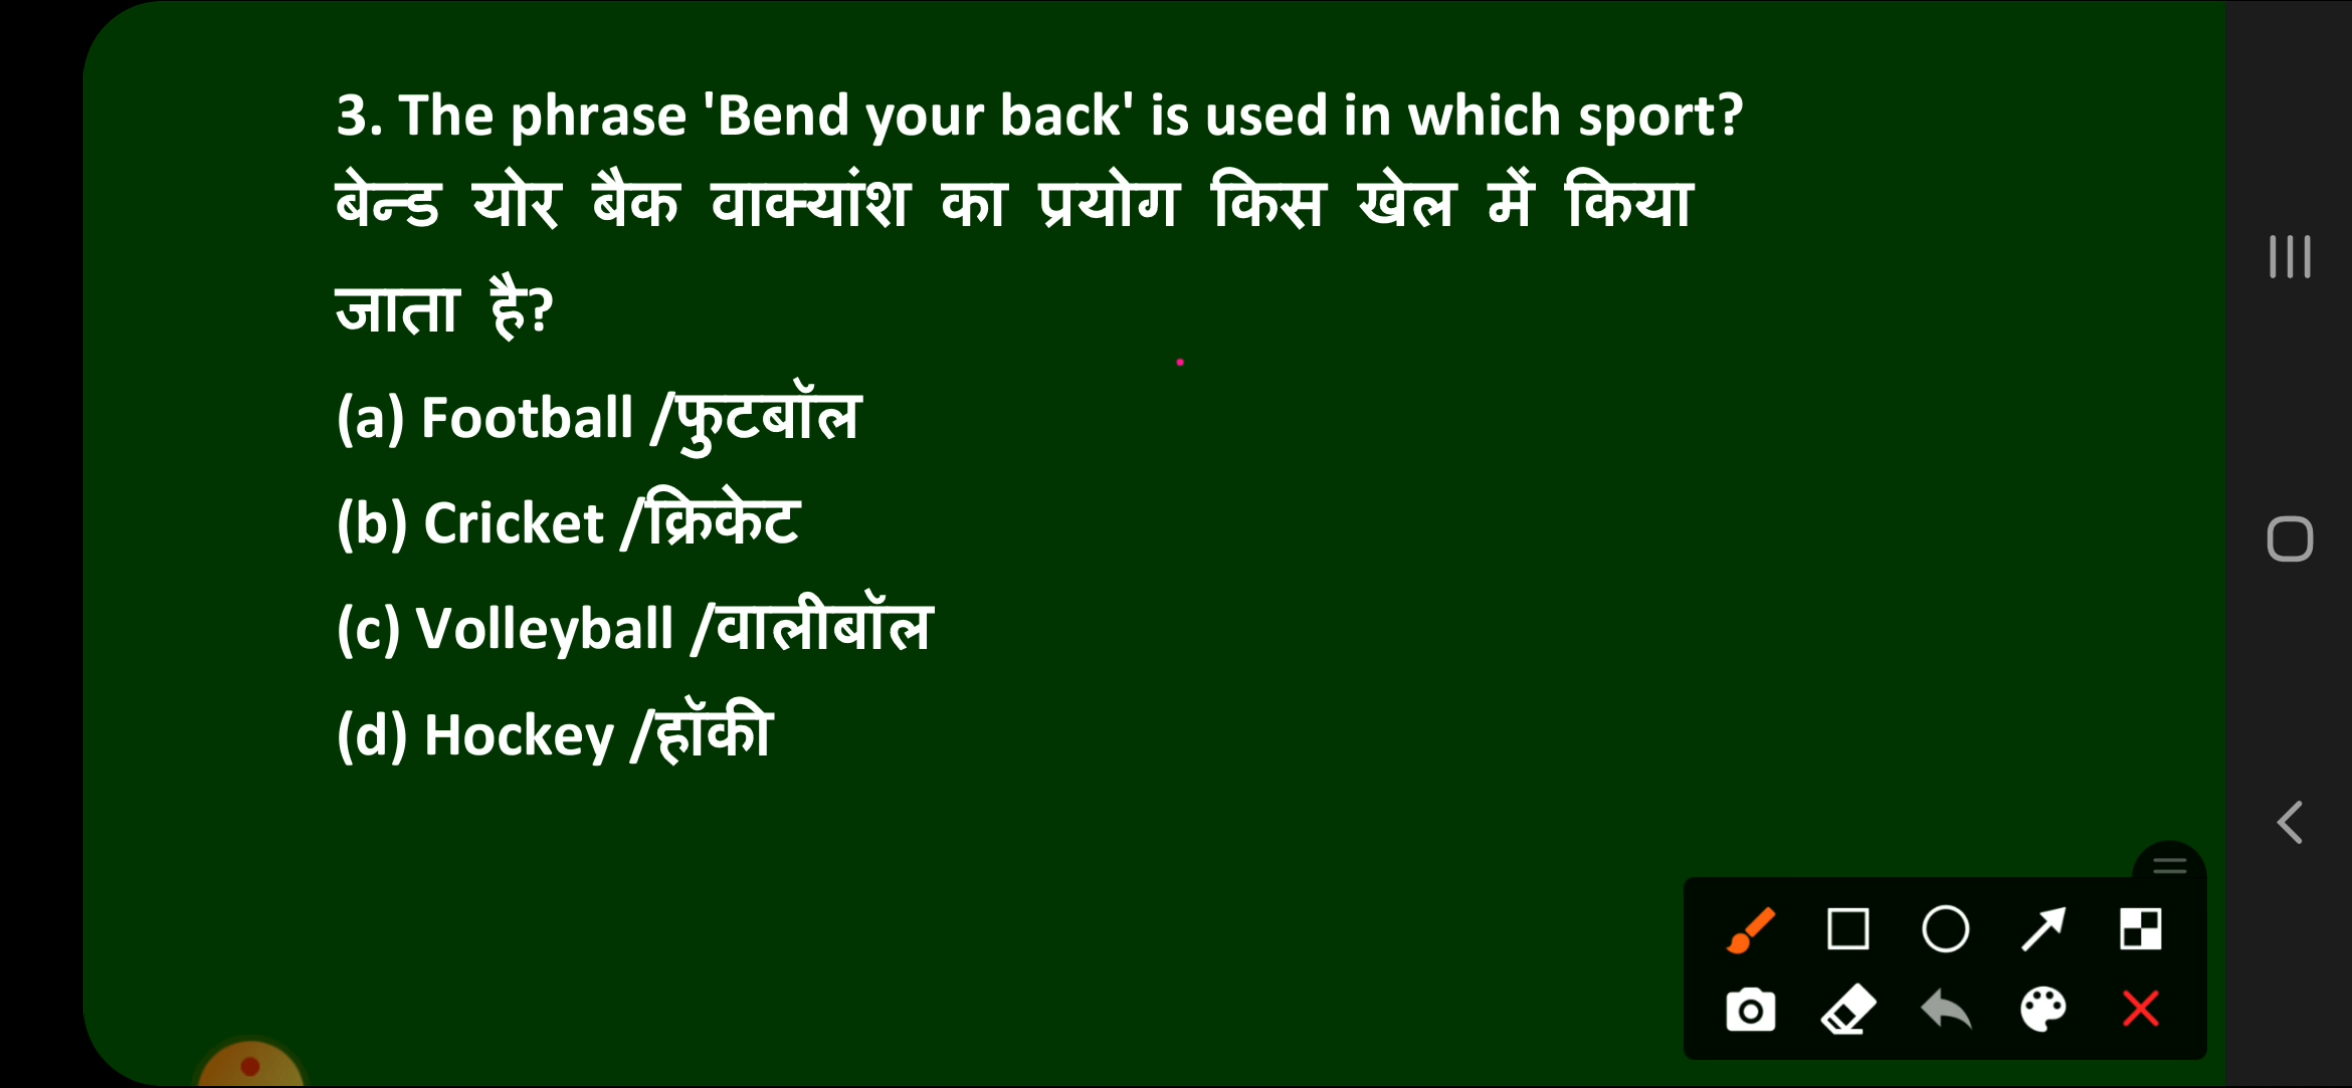 3. The phrase 'Bend your back' is used in which sport?
बेन्ड योर बैक वाक्यांश का प्रयोग किस खेल में किया
जाता है?
(a) Football /फुटबॉल
(b) Cricket /क्रिकेट
(c) Volleyball /वालीबॉल
(d) Hockey /हॉकी